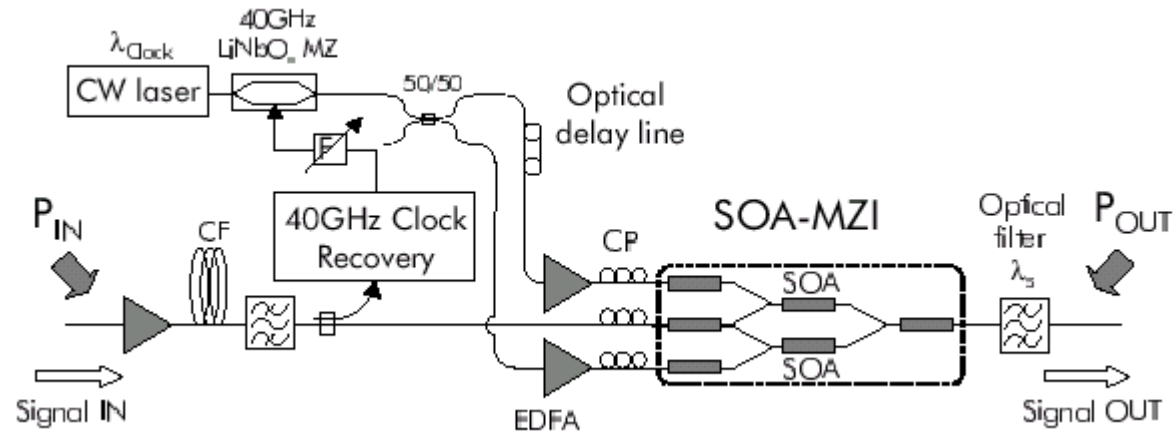 40GHz
LiNbO₃ MZ
λClock
CW laser
50/50
Optical
delay line
F
40GHz Clock
Recovery
SOA-MZI
Optical
filter
λs
PIN
POUT
CF
CP
SOA
SOA
EDFA
Signal IN
Signal OUT